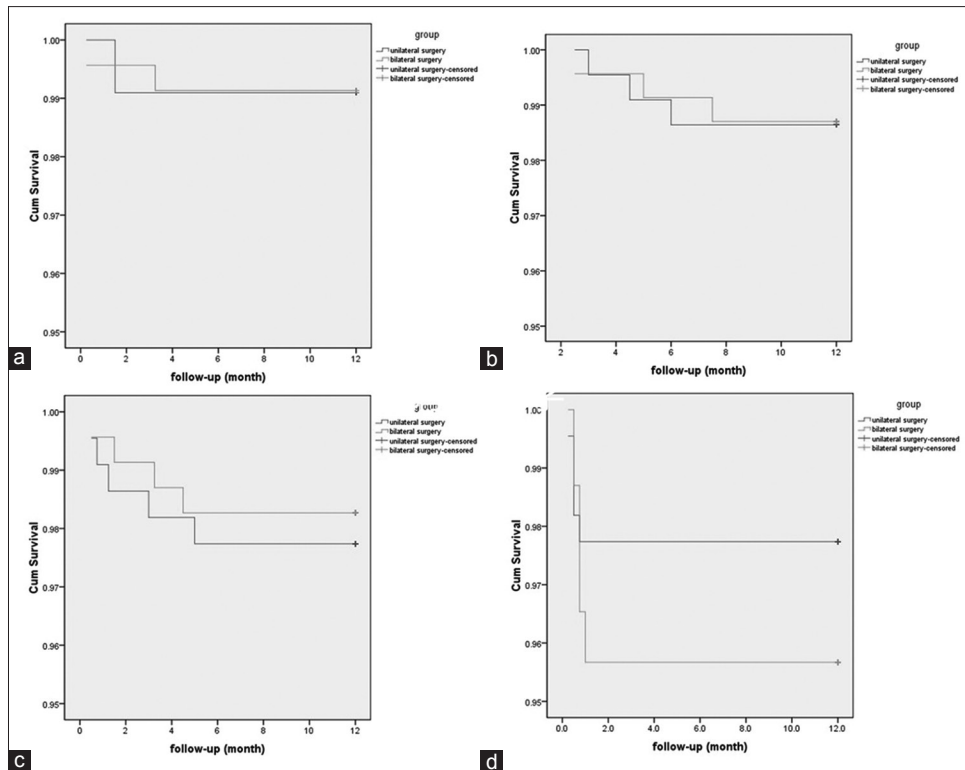 group
unilateral surgery
bilateral surgery
unilateral surgery-censored
bilateral surgery-censored
1.00
0.99
0.98
0.97
0.96
0.95
Cum Survival
0 2 4 6 8 10 12
follow-up (month)
a
group
unilateral surgery
bilateral surgery
unilateral surgery-censored
bilateral surgery-censored
1.00
0.99
0.98
0.97
0.96
0.95
Cum Survival
2 4 6 8 10 12
follow-up (month)
b
unilateral surgery
bilateral surgery
unilateral surgery-censored
bilateral surgery-censored
1.00
0.99
0.98
0.97
0.96
0.95
Cum Survival
0 2 4 6 8 10 12
follow-up (month)
c
group
unilateral surgery
bilateral surgery
unilateral surgery-censored
bilateral surgery-censored
0.99
0.98
0.97
0.96
0.95
Cum Survival
0.0 2.0 4.0 6.0 8.0 10.0 12.0
follow-up (month)
d